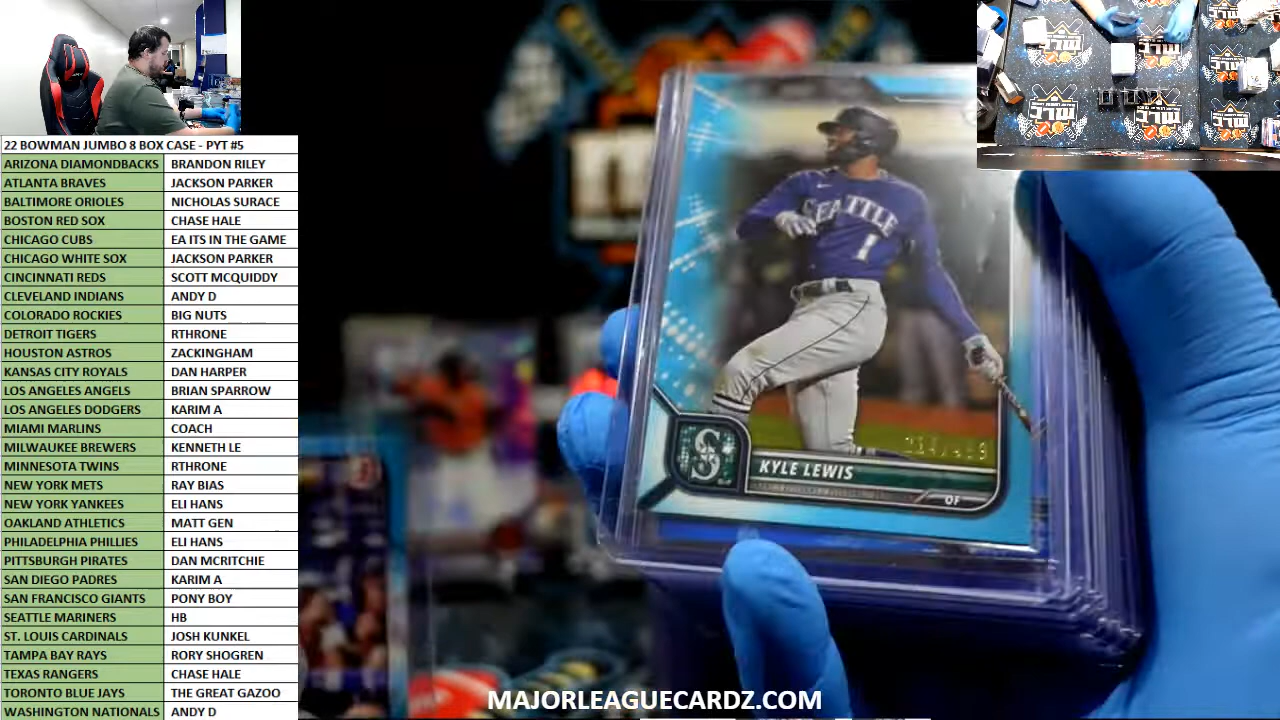 22 BOWMAN JUMBO 8 BOX CASE - PYT #5
ARIZONA DIAMONDBACKS BRANDON RILEY
ATLANTA BRAVES JACKSON PARKER
BALTIMORE ORIOLES NICHOLAS SURACE
BOSTON RED SOX CHASE HALE
CHICAGO CUBS EA ITS IN THE GAME
CHICAGO WHITE SOX JACKSON PARKER
CINCINNATI REDS SCOTT MCQUIDDY
CLEVELAND INDIANS ANDY D
COLORADO ROCKIES BIG NUTS
DETROIT TIGERS RTHRONE
HOUSTON ASTROS ZACKINGHAM
KANSAS CITY ROYALS DAN HARPER
LOS ANGELES ANGELS BRIAN SPARROW
LOS ANGELES DODGERS KARIM A
MIAMI MARLINS COACH
MILWAUKEE BREWERS KENNETH LE
MINNESOTA TWINS RTHRONE
NEW YORK METS RAY BIAS
NEW YORK YANKEES ELI HANS
OAKLAND ATHLETICS MATT GEN
PHILADELPHIA PHILLIES ELI HANS
PITTSBURGH PIRATES DAN MCRITCHIE
SAN DIEGO PADRES KARIM A
SAN FRANCISCO GIANTS PONY BOY
SEATTLE MARINERS HB
ST. LOUIS CARDINALS JOSH KUNKEL
TAMPA BAY RAYS RORY SHOGREN
TEXAS RANGERS CHASE HALE
TORONTO BLUE JAYS THE GREAT GAZOO
WASHINGTON NATIONALS ANDY D
SEATTLE
1
KYLE LEWIS
OF
MAJORLEAGUECARDZ.COM
MLC
MLC
MLC
MLC
MLC